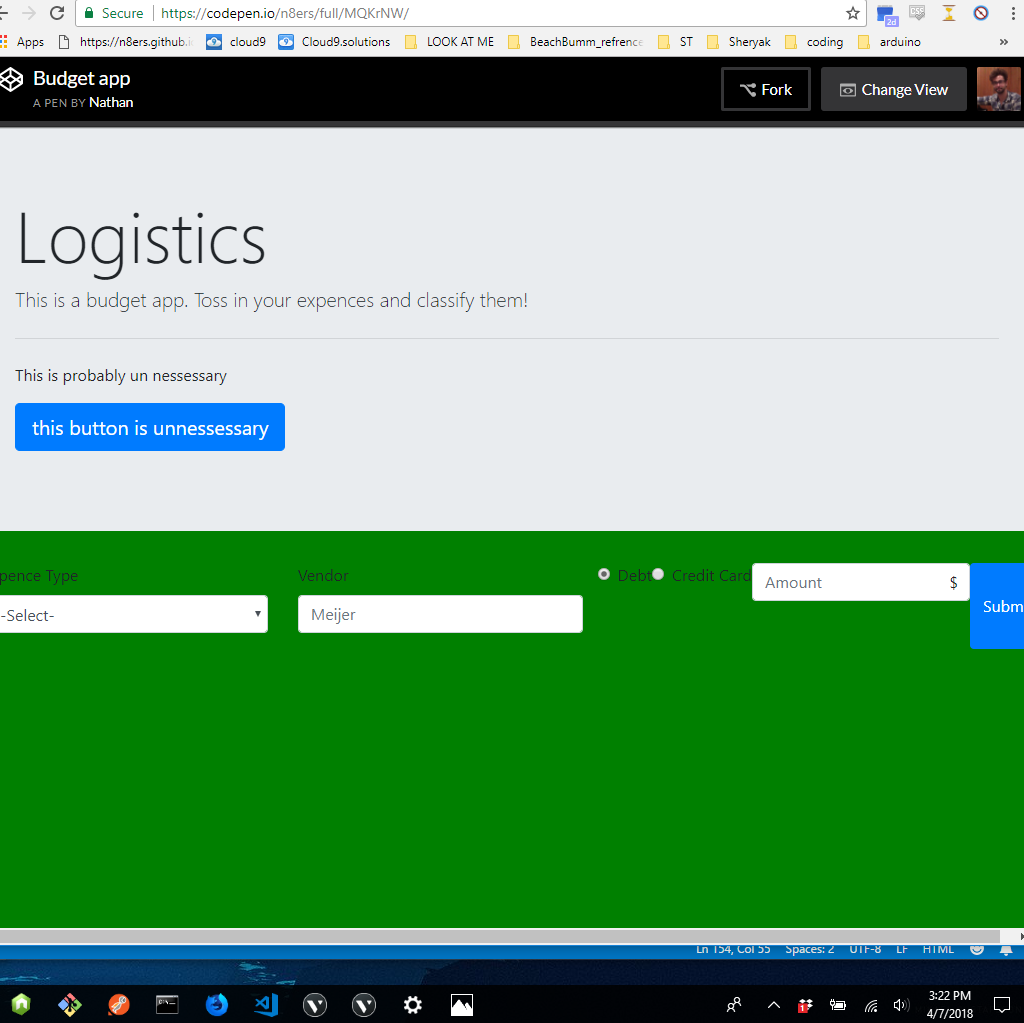 Secure https://codepen.io/n8ers/full/MQKrNW/
2d
CSP
Apps https://n8ers.github.i cloud9 Cloud9.solutions LOOK AT ME BeachBumm_refrence ST Sheryak coding arduino »
Budget app
A PEN BY Nathan
Fork
Change View
Logistics
This is a budget app. Toss in your expences and classify them!
This is probably un nessessary
this button is unnessessary
pence Type Vendor Debt Credit Card Amount $
-Select- Meijer Subm
Ln 154, Col 55 Spaces: 2 UTF-8 LF HTML
3:22 PM
4/7/2018